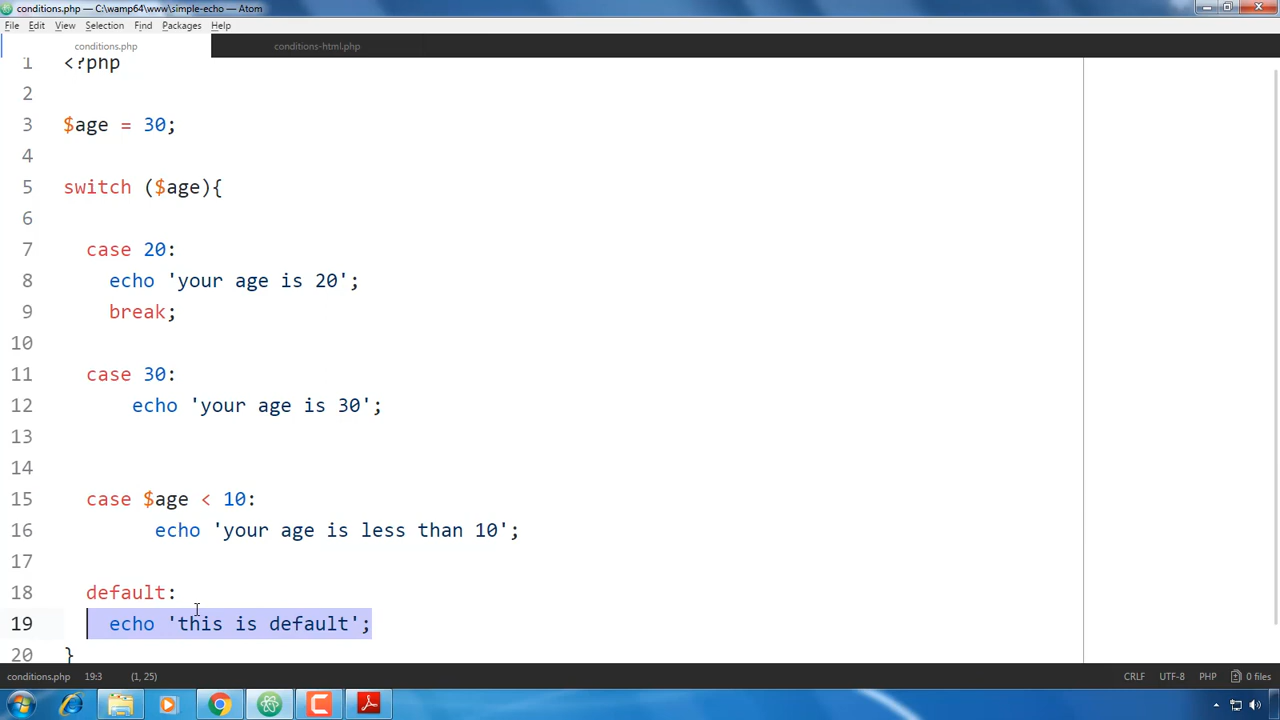 conditions.php — C:\wamp64\www\simple-echo — Atom
File Edit View Selection Find Packages Help
conditions.php conditions-html.php
1 <?php
2
3 $age = 30;
4
5 switch ($age){
6
7 case 20:
8 echo 'your age is 20';
9 break;
10
11 case 30:
12 echo 'your age is 30';
13
14
15 case $age < 10:
16 echo 'your age is less than 10';
17
18 default:
19 echo 'this is default';
20 }
conditions.php 19:3 (1, 25) CRLF UTF-8 PHP 0 files